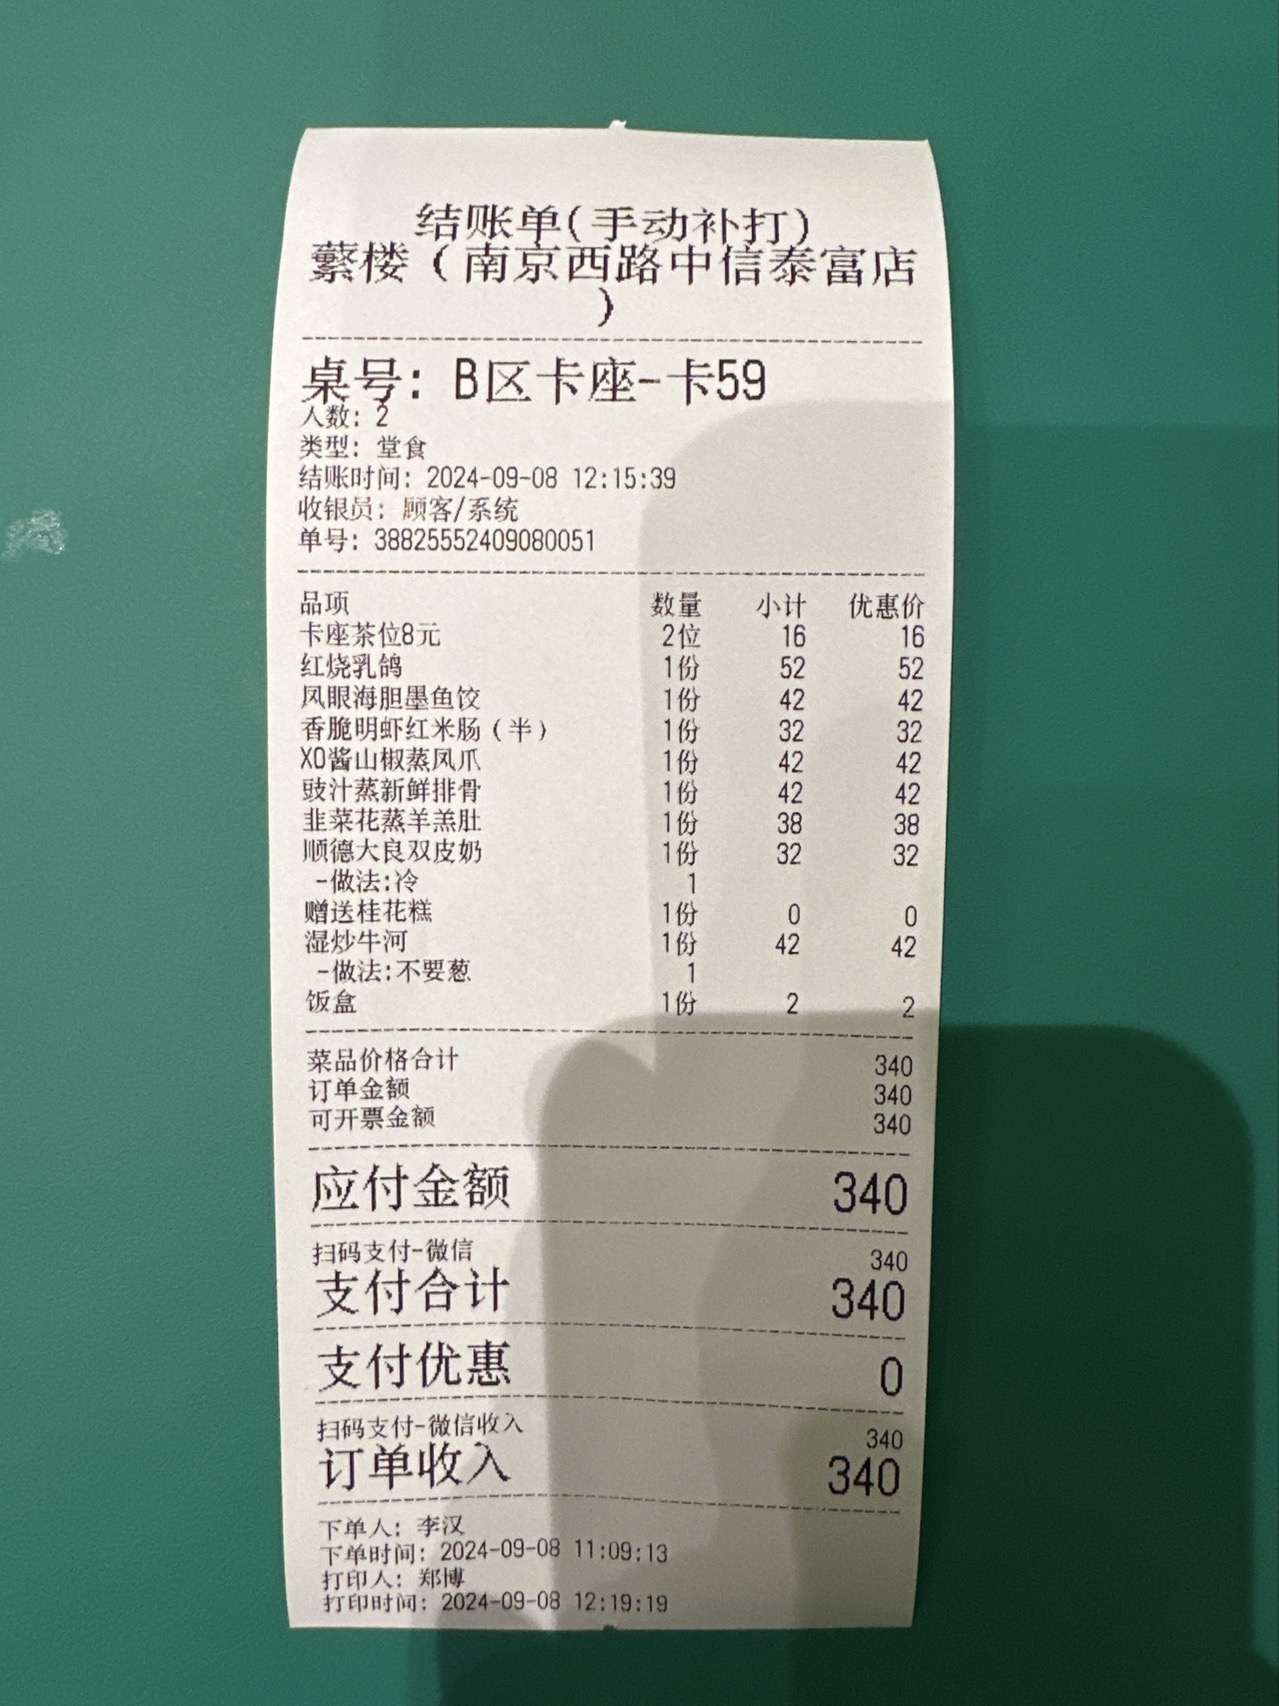 结账单(手动补打)
蘩楼（南京西路中信泰富店
）
桌号: B区卡座-卡59
人数: 2
类型: 堂食
结账时间: 2024-09-08 12:15:39
收银员: 顾客/系统
单号: 38825552409080051
品项 数量 小计 优惠价
卡座茶位8元 2位 16 16
红烧乳鸽 1份 52 52
凤眼海胆墨鱼饺 1份 42 42
香脆明虾红米肠（半） 1份 32 32
XO酱山椒蒸凤爪 1份 42 42
豉汁蒸新鲜排骨 1份 42 42
韭菜花蒸羊羔肚 1份 38 38
顺德大良双皮奶 1份 32 32
-做法:冷 1
赠送桂花糕 1份 0 0
湿炒牛河 1份 42 42
-做法:不要葱 1
饭盒 1份 2 2
菜品价格合计 340
订单金额 340
可开票金额 340
应付金额 340
扫码支付-微信 340
支付合计 340
支付优惠 0
扫码支付-微信收入 340
订单收入 340
下单人: 李汉
下单时间: 2024-09-08 11:09:13
打印人: 郑博
打印时间: 2024-09-08 12:19:19